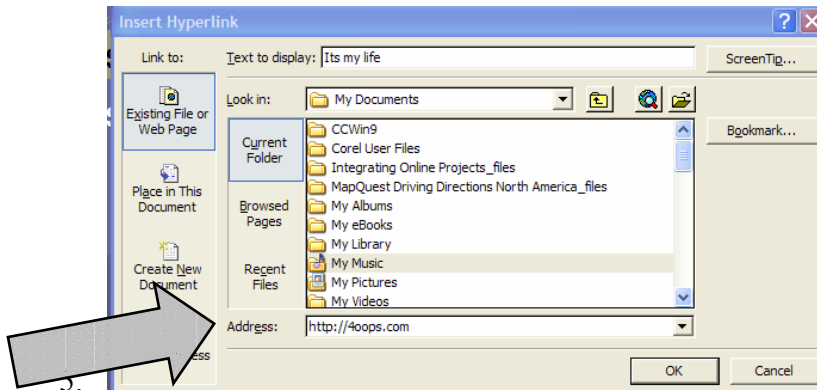 Insert Hyperlink
Link to:
Text to display: Its my life
ScreenTip...
Existing File or
Web Page
Look in: My Documents
Bookmark...
Current
Folder
Browsed
Pages
Recent
Files
CCWin9
Corel User Files
Integrating Online Projects_files
MapQuest Driving Directions North America_files
My Albums
My eBooks
My Library
My Music
My Pictures
My Videos
Place in This
Document
Create New
Document
Address: http://4oops.com
OK
Cancel